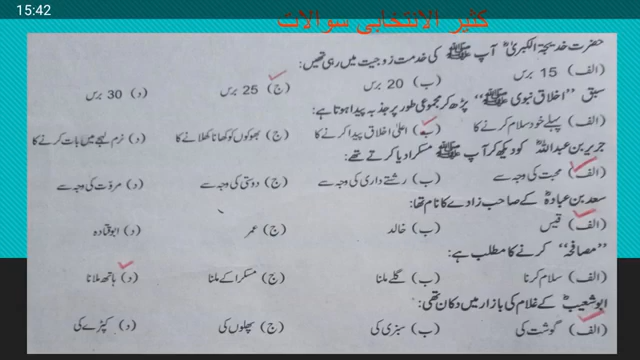 15:42
کثیر الانتخابی سوالات
حضرت خدیجۃ الکبریٰؓ آپ ﷺ کی خدمت زوجیت میں رہی تھیں:
(الف) 15 برس (ب) 20 برس (ج) 25 برس (د) 30 برس
سبق ”اخلاق نبوی ﷺ“ پڑھ کر مجموعی طور پر جذبہ پیدا ہوتا ہے:
(الف) پہلے خود سلام کرنے کا (ب) اعلیٰ اخلاق پیدا کرنے کا (ج) بھوکوں کو کھانا کھلانے کا (د) نرم لہجے میں بات کرنے کا
جریر بن عبداللہؓ کو دیکھ کر آپ ﷺ مسکرا دیا کرتے تھے:
(الف) محبت کی وجہ سے (ب) رشتے داری کی وجہ سے (ج) دوستی کی وجہ سے (د) مروّت کی وجہ سے
سعد بن عبادہؓ کے صاحب زادے کا نام تھا:
(الف) قیس (ب) خالد (ج) عمر (د) ابوقتادہ
”مصافحہ“ کرنے کا مطلب ہے:
(الف) سلام کرنا (ب) گلے ملنا (ج) مسکرا کے ملنا (د) ہاتھ ملانا
ابو شعیبؓ کے غلام کی بازار میں دکان تھی:
(الف) گوشت کی (ب) سبزی کی (ج) پھلوں کی (د) کپڑے کی